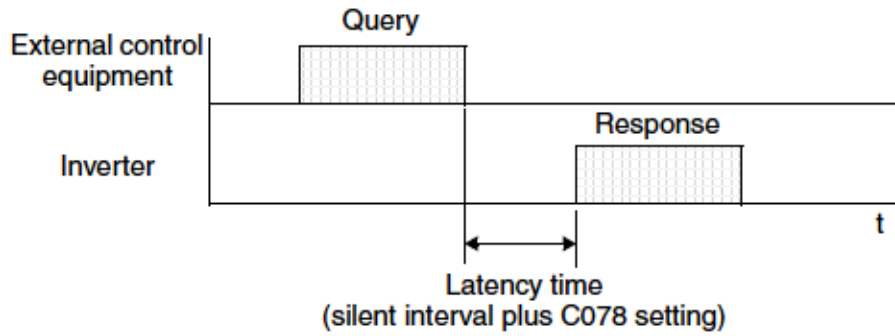 Query
External control
equipment
Response
Inverter
t
Latency time
(silent interval plus C078 setting)